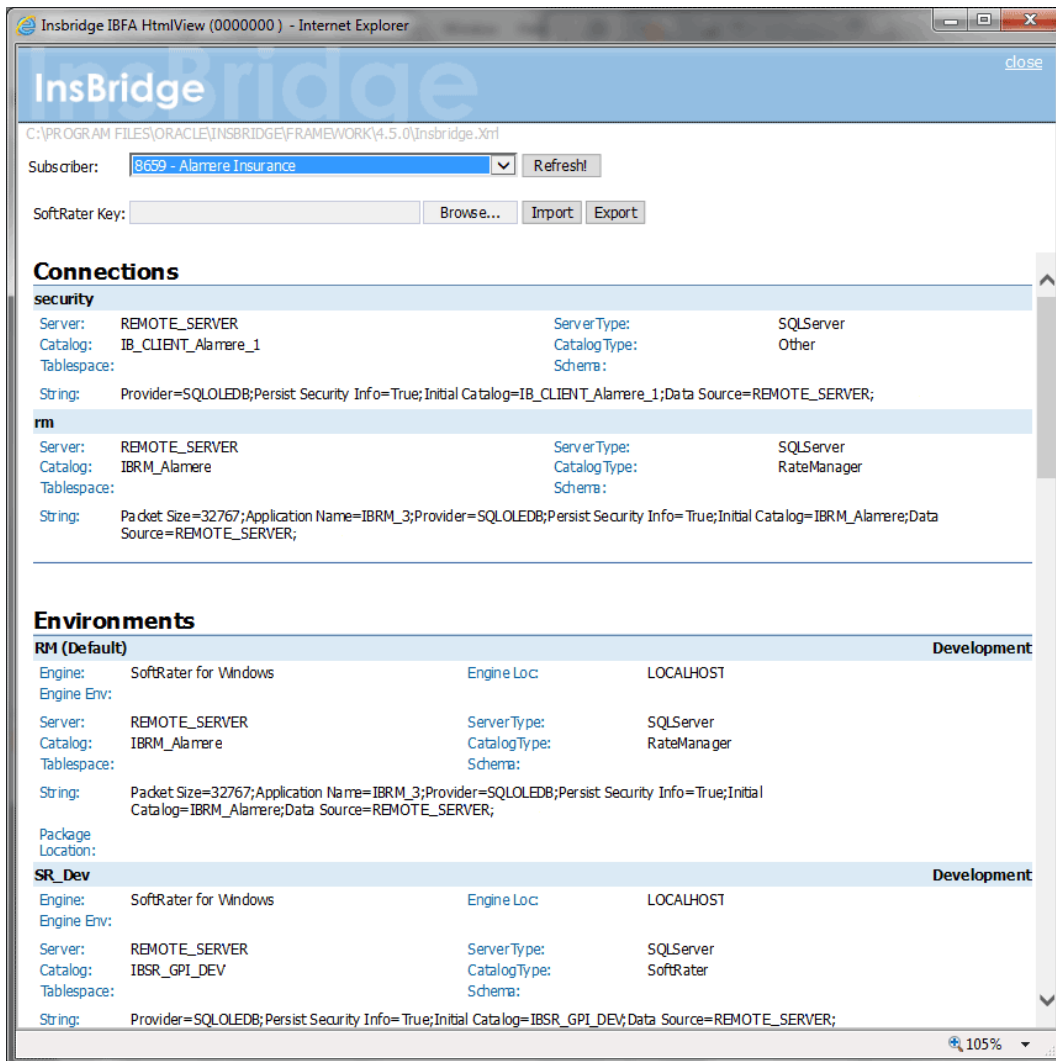 Insbridge IBFA HtmlView (0000000 ) - Internet Explorer
close
InsBridge
C:\PROGRAM FILES\ORACLE\INSBRIDGE\FRAMEWORK\4.5.0\Insbridge.Xml
Subscriber: 8659 - Alamere Insurance Refresh!
SoftRater Key: Browse... Import Export
Connections
security
Server: REMOTE_SERVER ServerType: SQLServer
Catalog: IB_CLIENT_Alamere_1 CatalogType: Other
Tablespace: Schema:
String: Provider=SQLOLEDB;Persist Security Info=True;Initial Catalog=IB_CLIENT_Alamere_1;Data Source=REMOTE_SERVER;
rm
Server: REMOTE_SERVER ServerType: SQLServer
Catalog: IBRM_Alamere CatalogType: RateManager
Tablespace: Schema:
String: Packet Size=32767;Application Name=IBRM_3;Provider=SQLOLEDB;Persist Security Info=True;Initial Catalog=IBRM_Alamere;Data
Source=REMOTE_SERVER;
Environments
RM (Default) Development
Engine: SoftRater for Windows Engine Loc: LOCALHOST
Engine Env:
Server: REMOTE_SERVER ServerType: SQLServer
Catalog: IBRM_Alamere CatalogType: RateManager
Tablespace: Schema:
String: Packet Size=32767;Application Name=IBRM_3;Provider=SQLOLEDB;Persist Security Info=True;Initial
Catalog=IBRM_Alamere;Data Source=REMOTE_SERVER;
Package
Location:
SR_Dev Development
Engine: SoftRater for Windows Engine Loc: LOCALHOST
Engine Env:
Server: REMOTE_SERVER ServerType: SQLServer
Catalog: IBSR_GPI_DEV CatalogType: SoftRater
Tablespace: Schema:
String: Provider=SQLOLEDB;Persist Security Info=True;Initial Catalog=IBSR_GPI_DEV;Data Source=REMOTE_SERVER;
105%